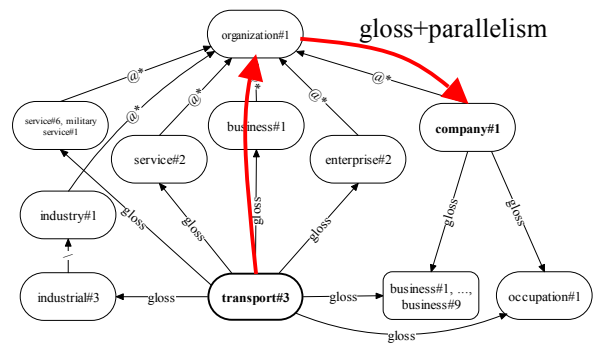 gloss+parallelism
organization#1
@*
@*
@*
*
@*
@*
service#6, military
service#1
business#1
company#1
service#2
enterprise#2
industry#1
gloss
gloss
gloss
gloss
gloss
gloss
/
industrial#3
gloss
transport#3
gloss
business#1, ...,
business#9
occupation#1
gloss